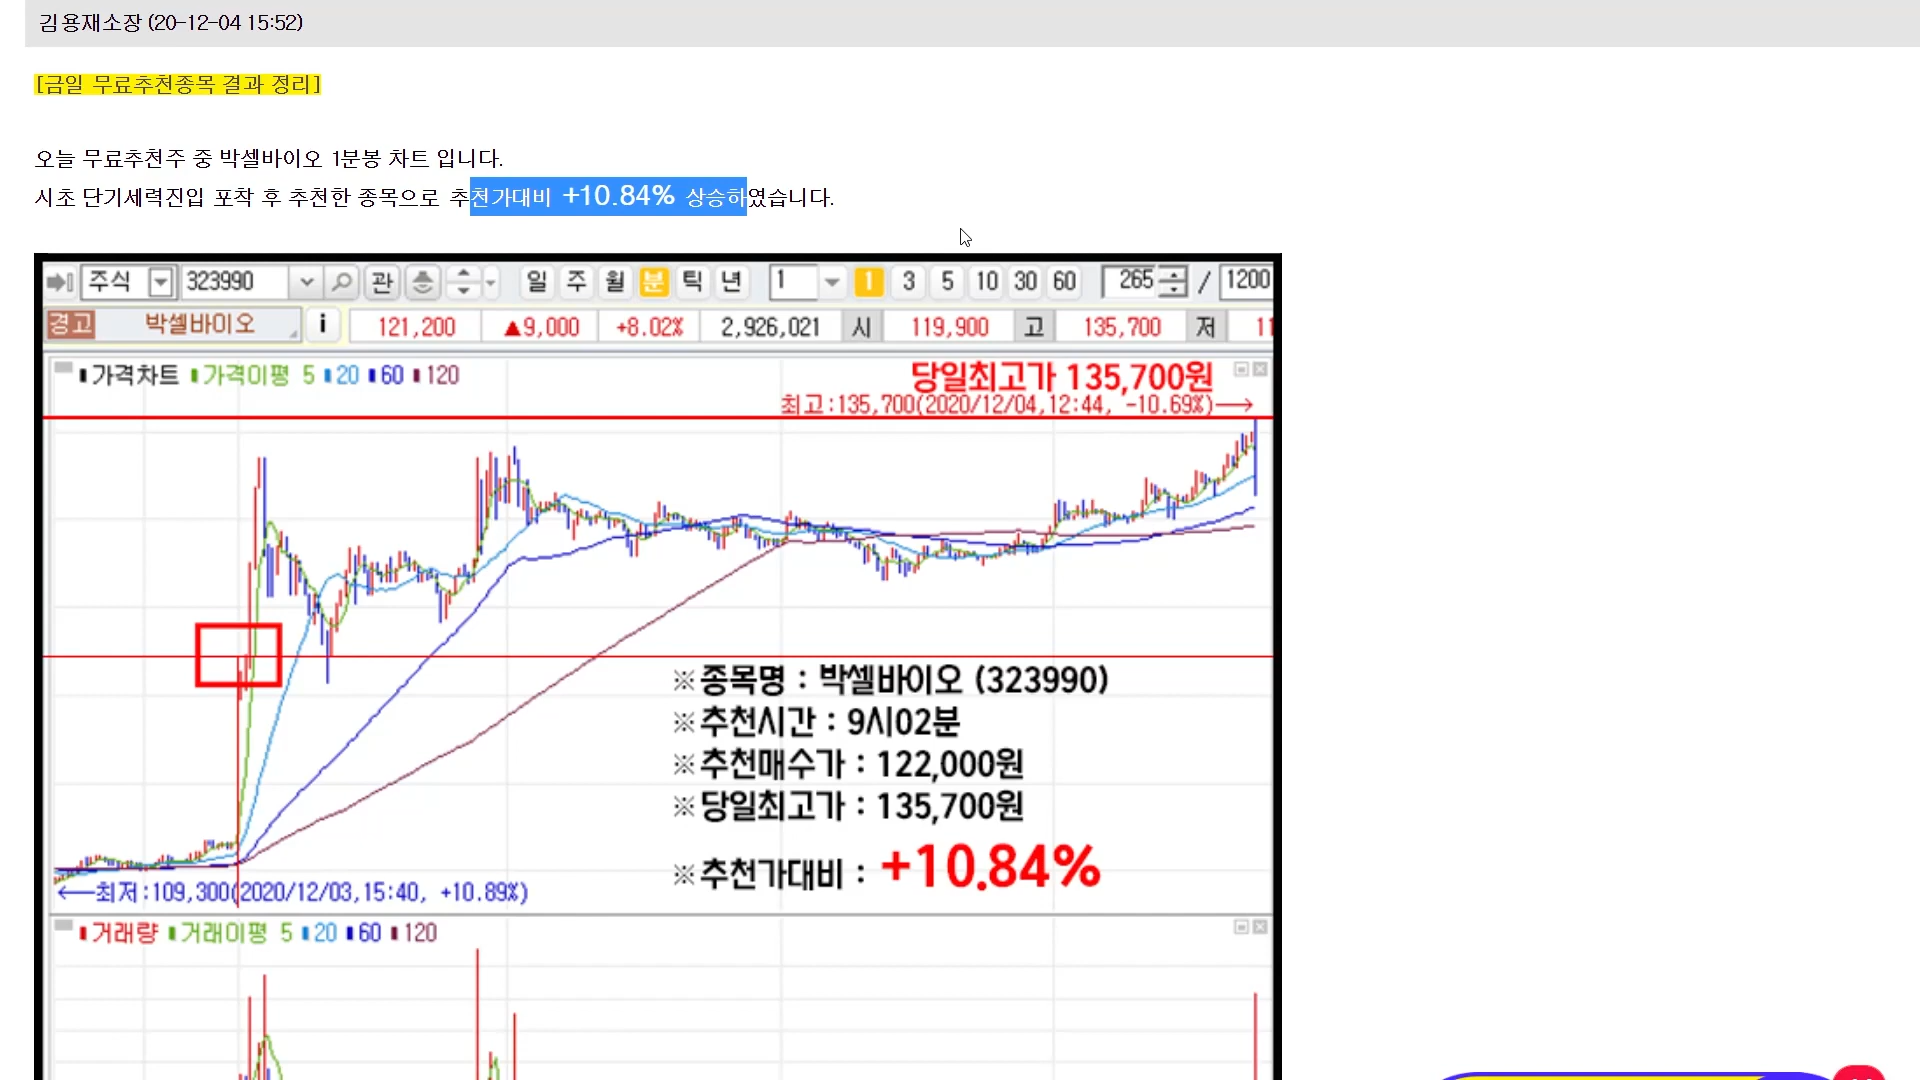 김용재소장 (20-12-04 15:52)
[금일 무료추천종목 결과 정리]
오늘 무료추천주 중 박셀바이오 1분봉 차트 입니다.
시초 단기세력진입 포착 후 추천한 종목으로 추천가대비 +10.84% 상승하였습니다.
주식 323990 관 일 주 월 분 틱 년 1 1 3 5 10 30 60 265 / 1200
경고 박셀바이오 i 121,200 ▲9,000 +8.02% 2,926,021 시 119,900 고 135,700 저 11
가격차트 가격이평 5 20 60 120
당일최고가 135,700원
최고:135,700(2020/12/04,12:44, -10.69%)→
※종목명 : 박셀바이오 (323990)
※추천시간 : 9시02분
※추천매수가 : 122,000원
※당일최고가 : 135,700원
※추천가대비 : +10.84%
←최저:109,300(2020/12/03,15:40, +10.89%)
거래량 거래이평 5 20 60 120